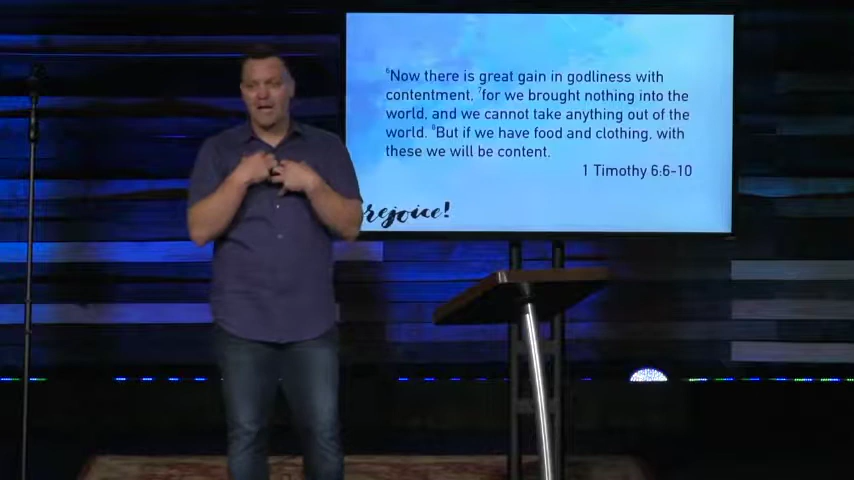 ⁶Now there is great gain in godliness with
contentment, ⁷for we brought nothing into the
world, and we cannot take anything out of the
world. ⁸But if we have food and clothing, with
these we will be content.
1 Timothy 6:6-10
rejoice!